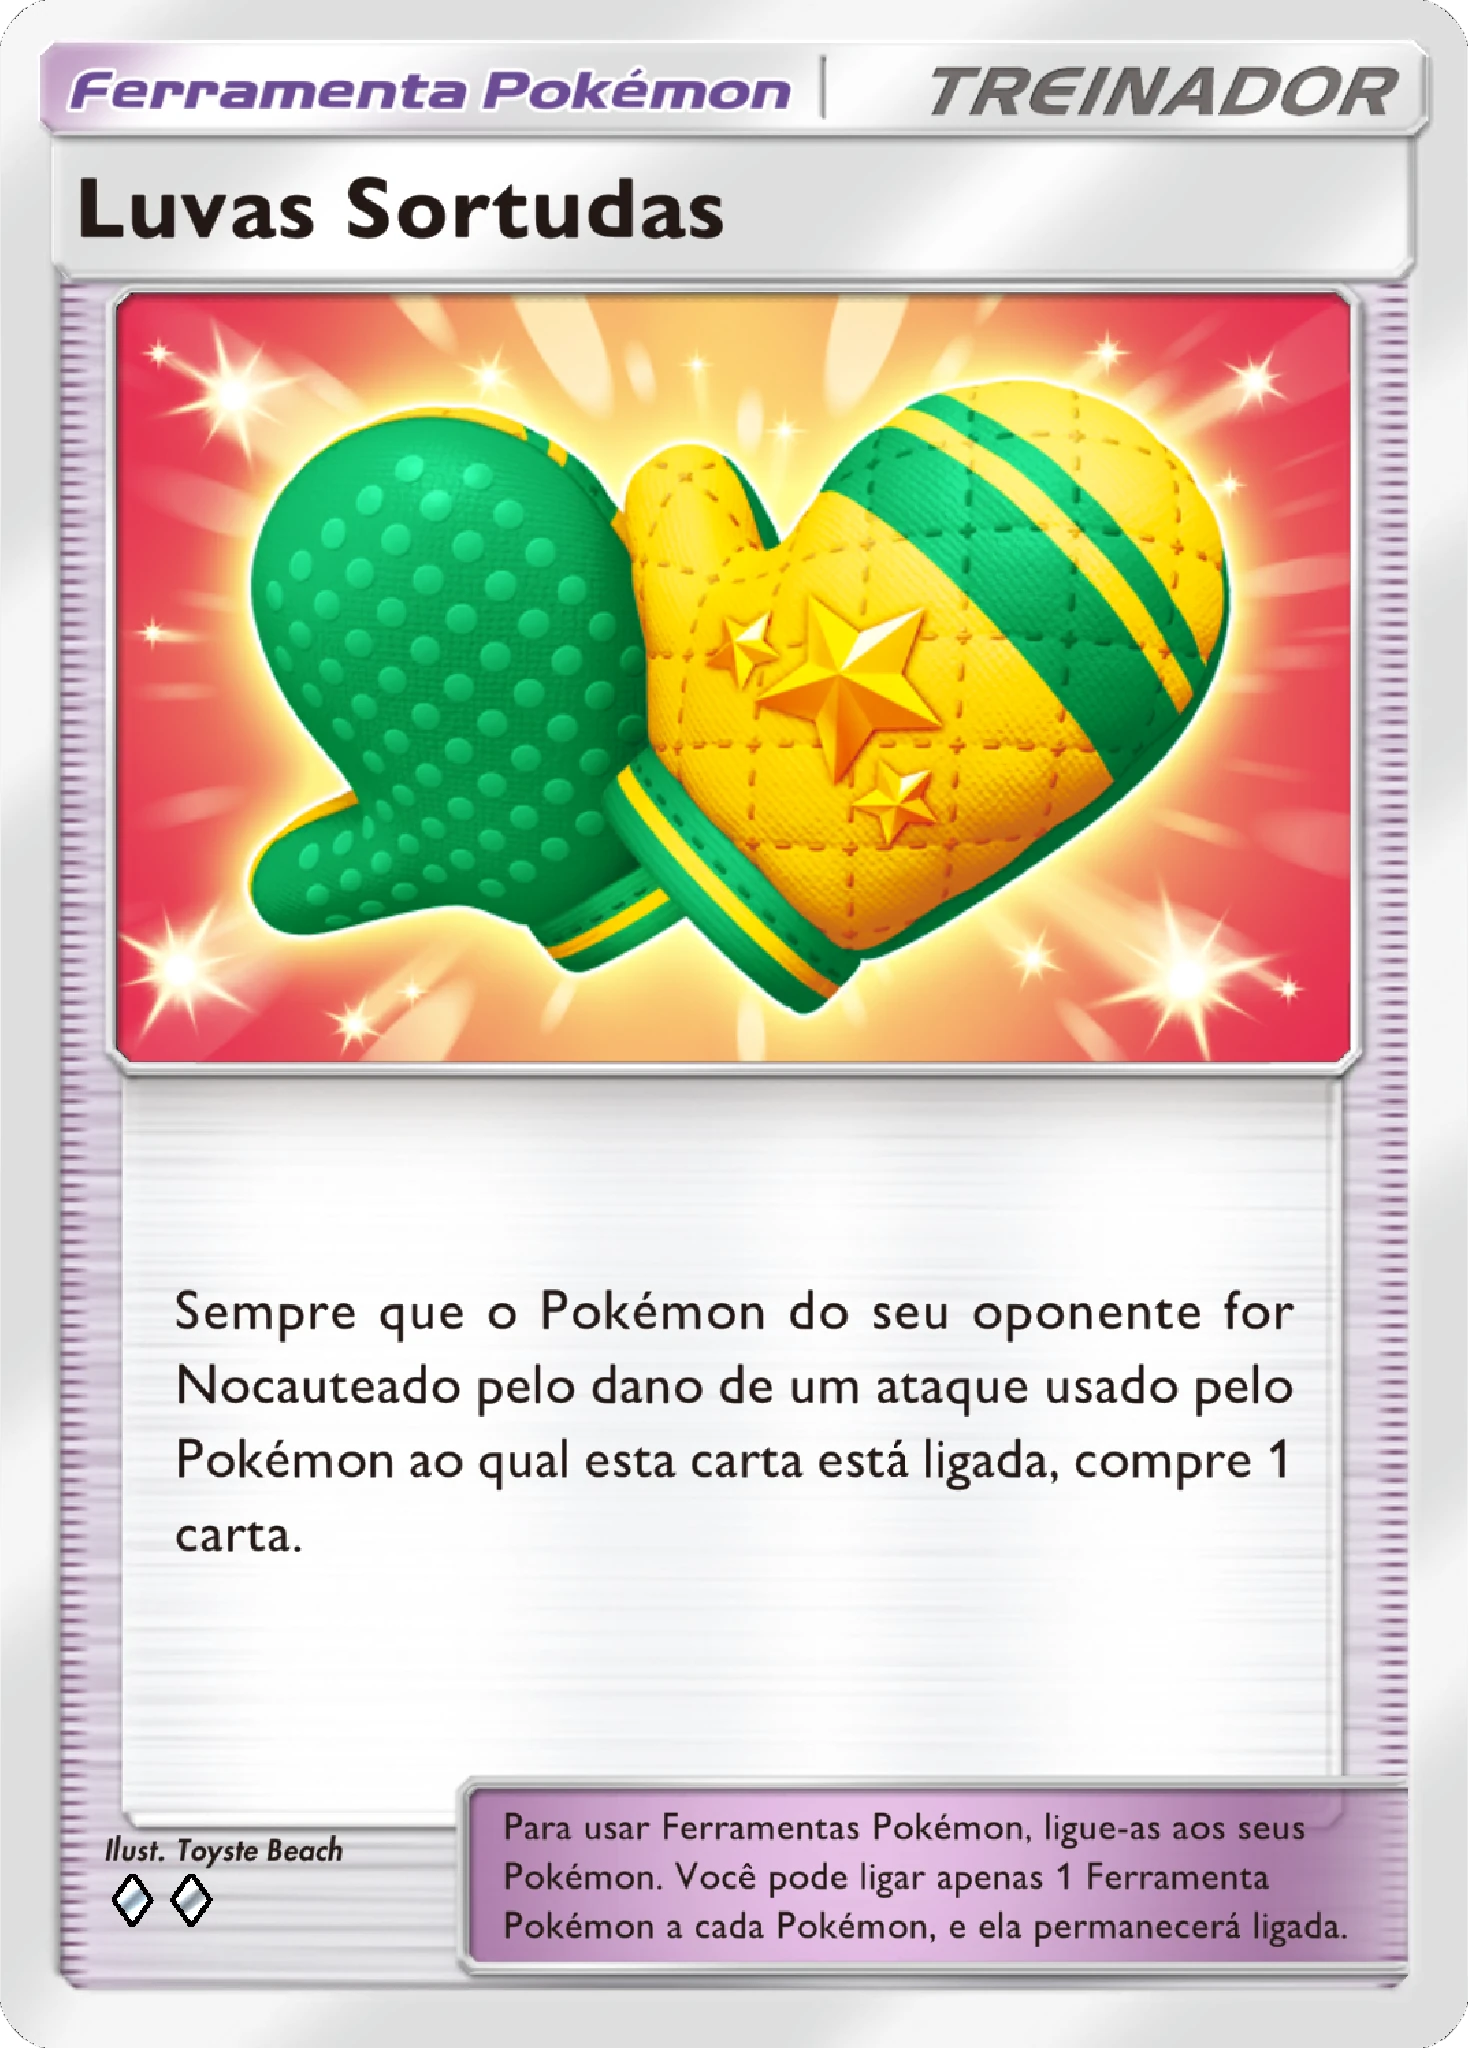 Ferramenta Pokémon
TREINADOR
Luvas Sortudas
Sempre que o Pokémon do seu oponente for
Nocauteado pelo dano de um ataque usado pelo
Pokémon ao qual esta carta está ligada, compre 1
carta.
Ilust. Toyste Beach
Para usar Ferramentas Pokémon, ligue-as aos seus
Pokémon. Você pode ligar apenas 1 Ferramenta
Pokémon a cada Pokémon, e ela permanecerá ligada.